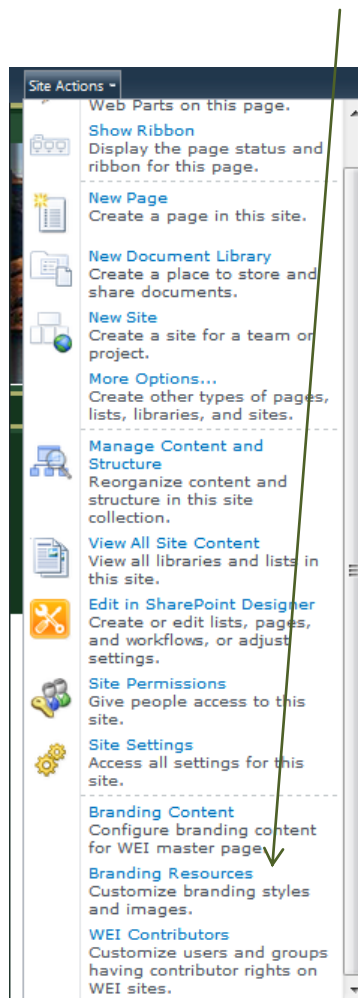 Site Actions
Web Parts on this page.
Show Ribbon
Display the page status and
ribbon for this page.
New Page
Create a page in this site.
New Document Library
Create a place to store and
share documents.
New Site
Create a site for a team or
project.
More Options...
Create other types of pages,
lists, libraries, and sites.
Manage Content and
Structure
Reorganize content and
structure in this site
collection.
View All Site Content
View all libraries and lists in
this site.
Edit in SharePoint Designer
Create or edit lists, pages,
and workflows, or adjust
settings.
Site Permissions
Give people access to this
site.
Site Settings
Access all settings for this
site.
Branding Content
Configure branding content
for WEI master page.
Branding Resources
Customize branding styles
and images.
WEI Contributors
Customize users and groups
having contributor rights on
WEI sites.